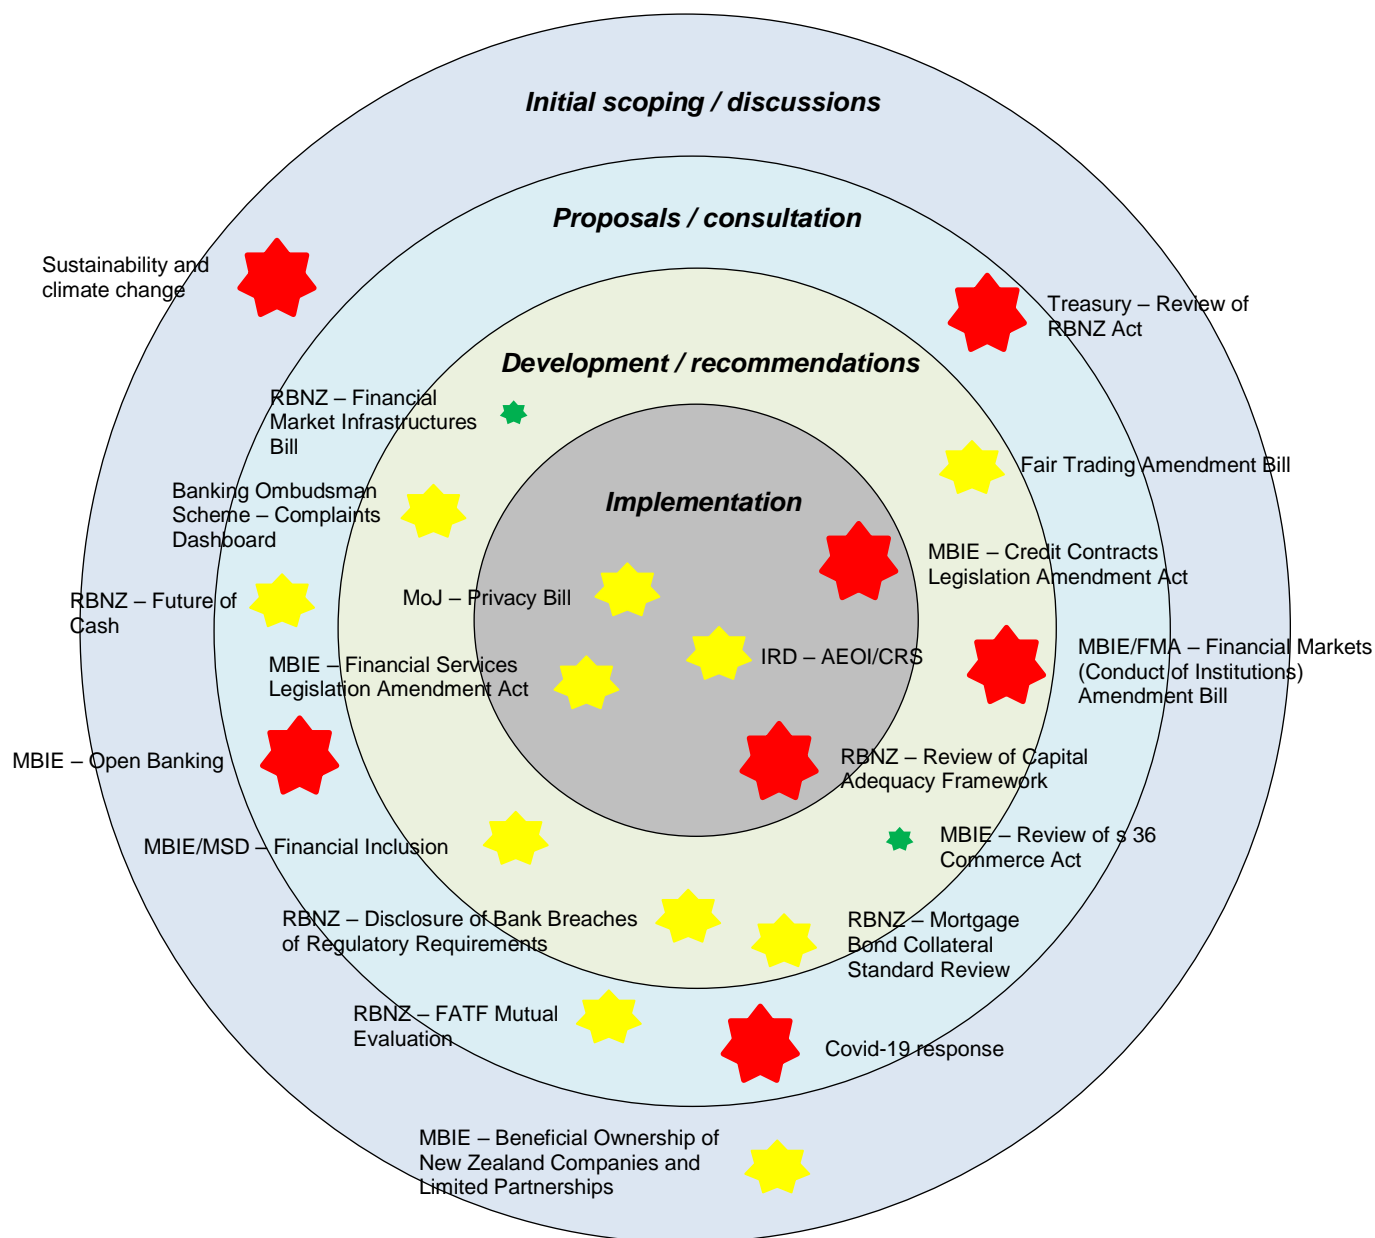 Initial scoping / discussions
Proposals / consultation
Sustainability and
climate change
Treasury – Review of
RBNZ Act
Development / recommendations
RBNZ – Financial
Market Infrastructures
Bill
Fair Trading Amendment Bill
Banking Ombudsman
Scheme – Complaints
Dashboard
Implementation
MBIE – Credit Contracts
Legislation Amendment Act
MoJ – Privacy Bill
RBNZ – Future of
Cash
MBIE/FMA – Financial Markets
(Conduct of Institutions)
Amendment Bill
IRD – AEOI/CRS
MBIE – Financial Services
Legislation Amendment Act
MBIE – Open Banking
RBNZ – Review of Capital
Adequacy Framework
MBIE/MSD – Financial Inclusion
MBIE – Review of s 36
Commerce Act
RBNZ – Disclosure of Bank Breaches
of Regulatory Requirements
RBNZ – Mortgage
Bond Collateral
Standard Review
RBNZ – FATF Mutual
Evaluation
Covid-19 response
MBIE – Beneficial Ownership of
New Zealand Companies and
Limited Partnerships